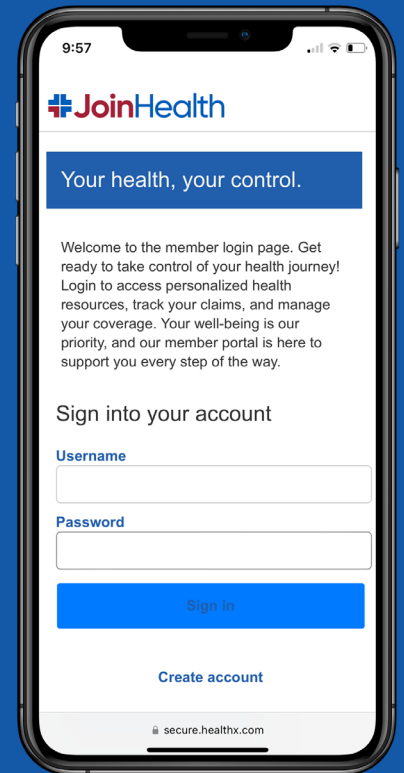 9:57
JoinHealth
Your health, your control.
Welcome to the member login page. Get
ready to take control of your health journey!
Login to access personalized health
resources, track your claims, and manage
your coverage. Your well-being is our
priority, and our member portal is here to
support you every step of the way.
Sign into your account
Username
Password
Sign in
Create account
secure.healthx.com